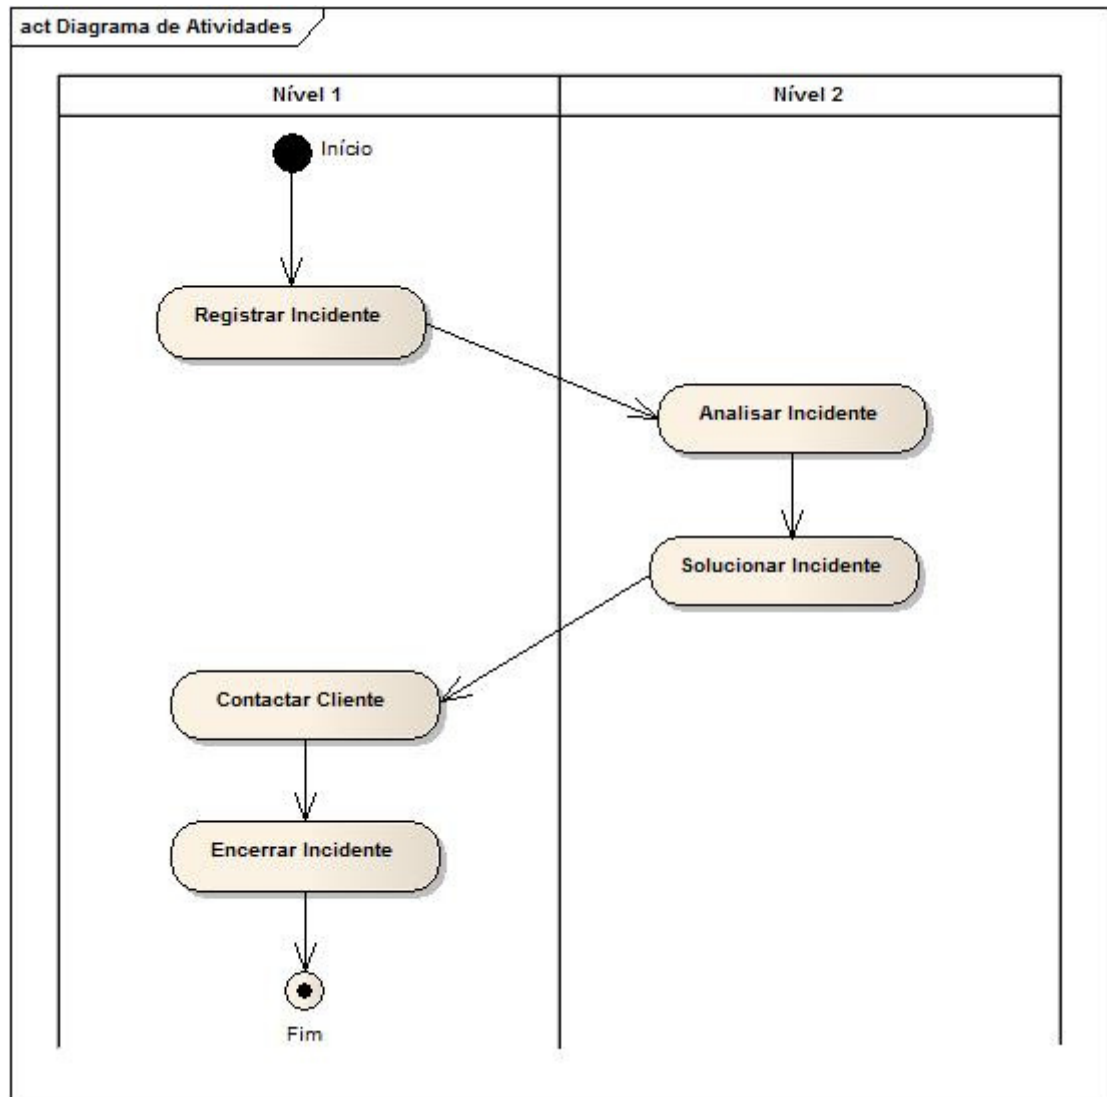 act Diagrama de Atividades
Nível 1
Nível 2
Início
Registrar Incidente
Analisar Incidente
Solucionar Incidente
Contactar Cliente
Encerrar Incidente
Fim